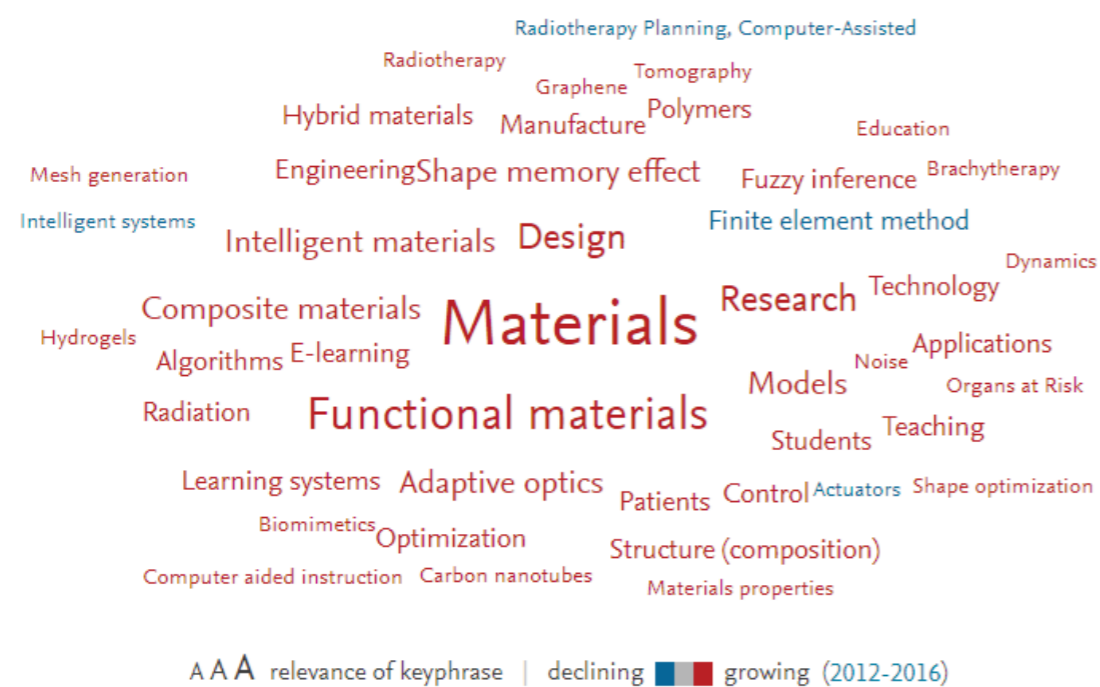 Radiotherapy Planning, Computer-Assisted
Radiotherapy
Tomography
Graphene
Hybrid materials
Manufacture
Polymers
Education
Mesh generation
Engineering
Shape memory effect
Fuzzy inference
Brachytherapy
Intelligent systems
Intelligent materials
Design
Finite element method
Dynamics
Composite materials
Materials
Research
Technology
Hydrogels
Algorithms
E-learning
Noise
Applications
Models
Organs at Risk
Radiation
Functional materials
Students
Teaching
Learning systems
Adaptive optics
Patients
Control
Actuators
Shape optimization
Biomimetics
Optimization
Structure (composition)
Computer aided instruction
Carbon nanotubes
Materials properties
A A A relevance of keyphrase | declining growing (2012-2016)